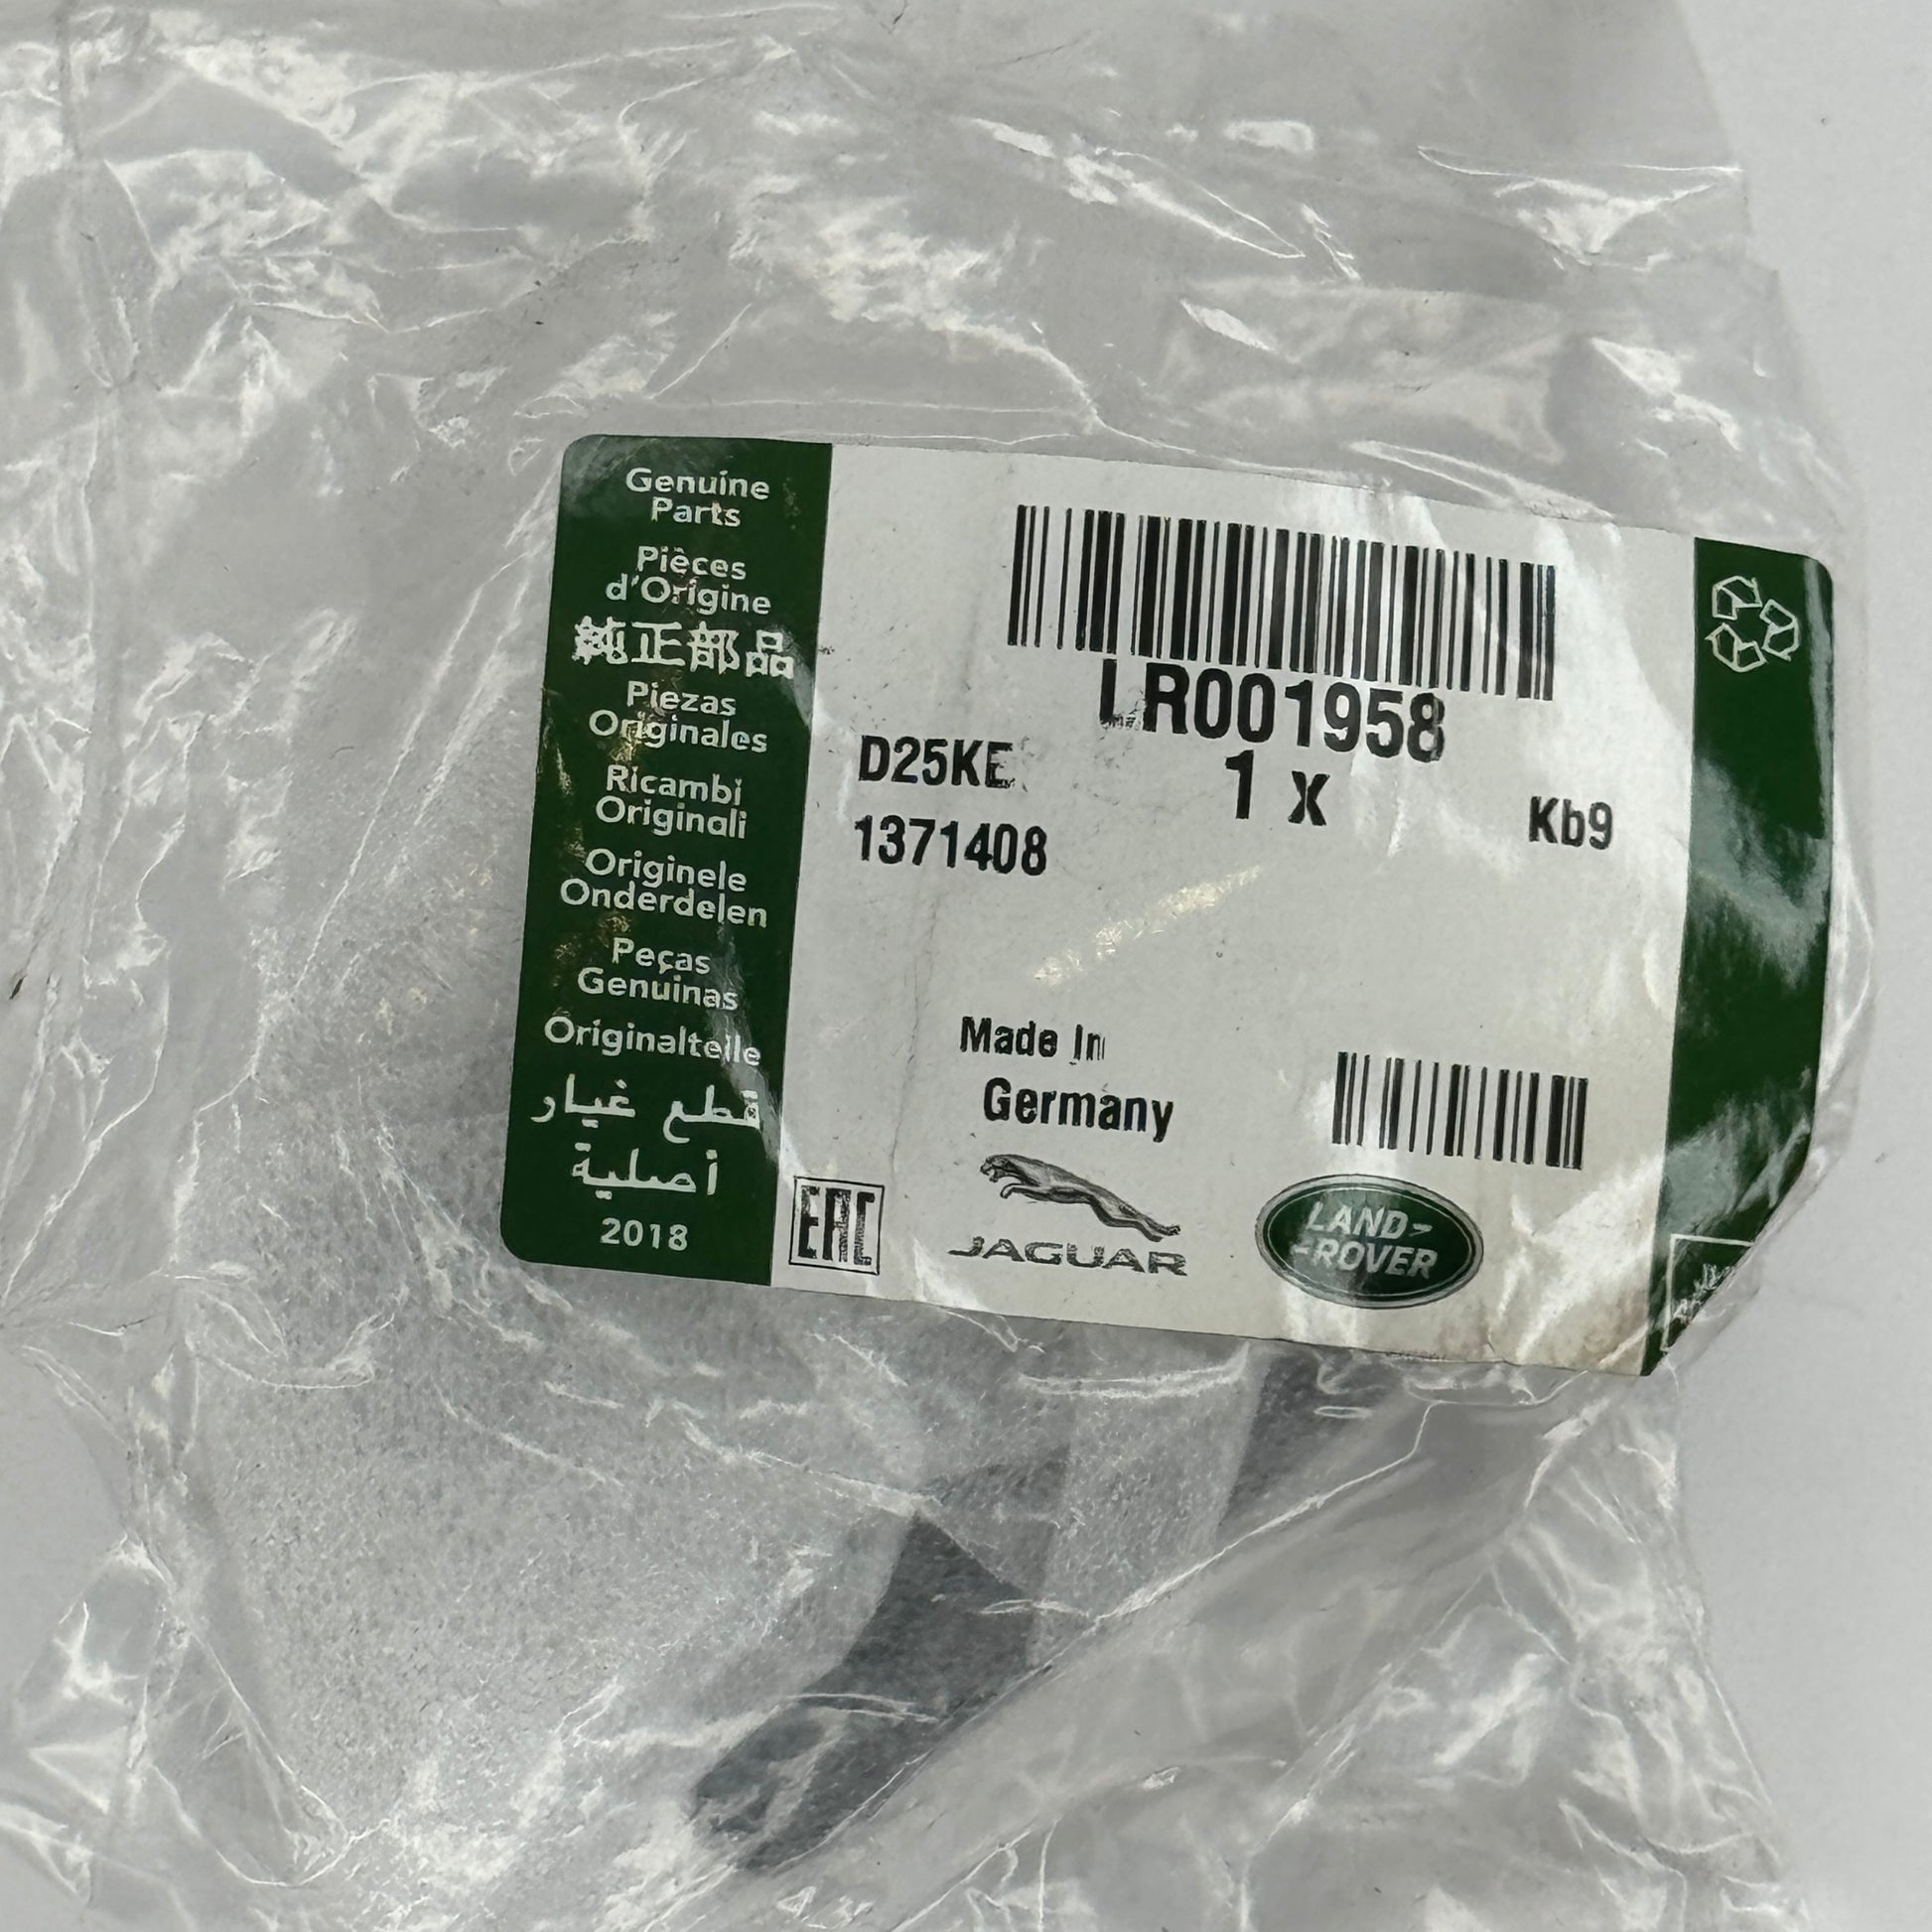 Genuine
Parts
Pièces
d'Origine
純正部品
Piezas
Originales
Ricambi
Originali
Originele
Onderdelen
Peças
Genuinas
Originalteile
قطع غيار
أصلية
2018
LR001958
D25KE
1 x
Kb9
1371408
Made In
Germany
EAC
JAGUAR
LAND-
-ROVER